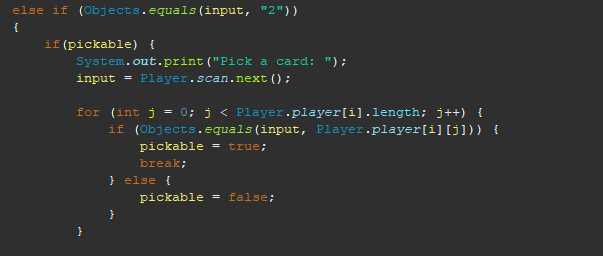 else if (Objects.equals(input, "2"))
{
    if(pickable) {
        System.out.print("Pick a card: ");
        input = Player.scan.next();

        for (int j = 0; j < Player.player[i].length; j++) {
            if (Objects.equals(input, Player.player[i][j])) {
                pickable = true;
                break;
            } else {
                pickable = false;
            }
        }